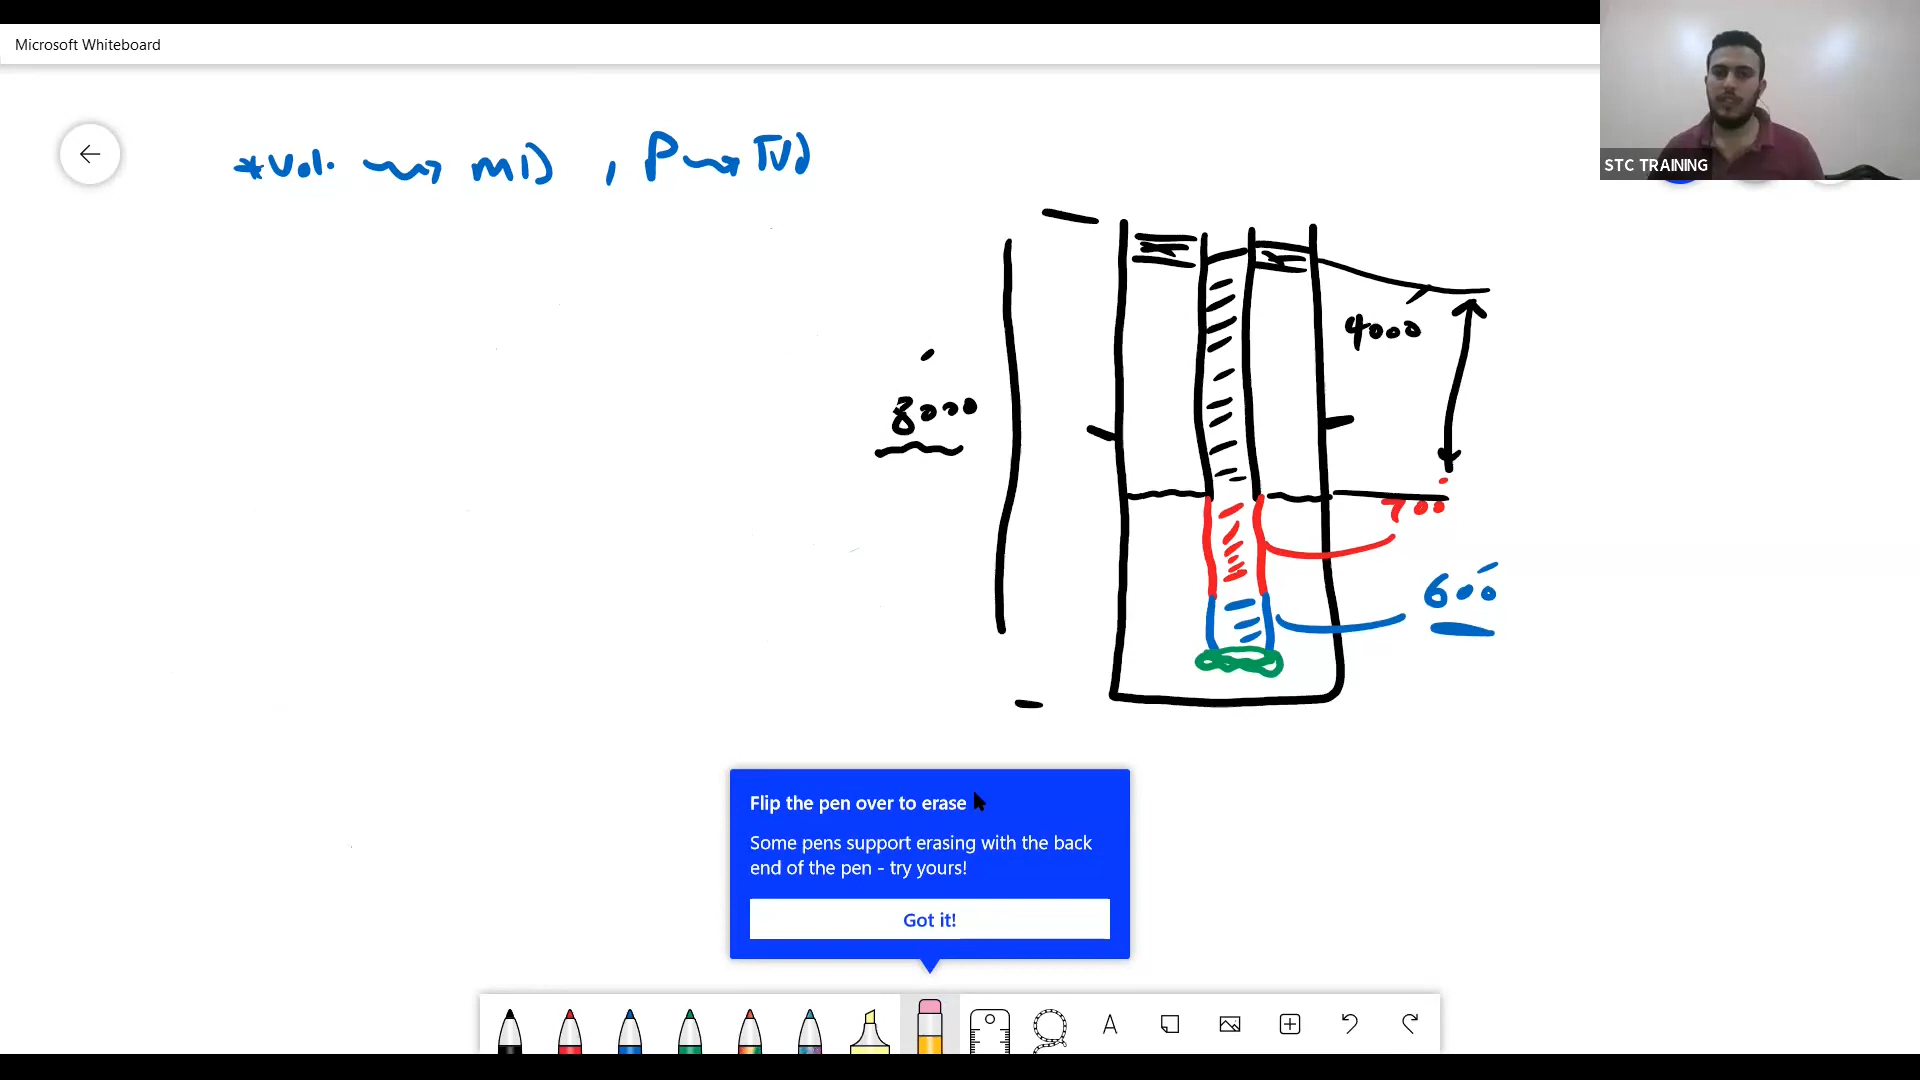 Microsoft Whiteboard
STC TRAINING
*Vol. → MD , P → TVD
4000
8000
700
600
Flip the pen over to erase
Some pens support erasing with the back
end of the pen - try yours!
Got it!
A